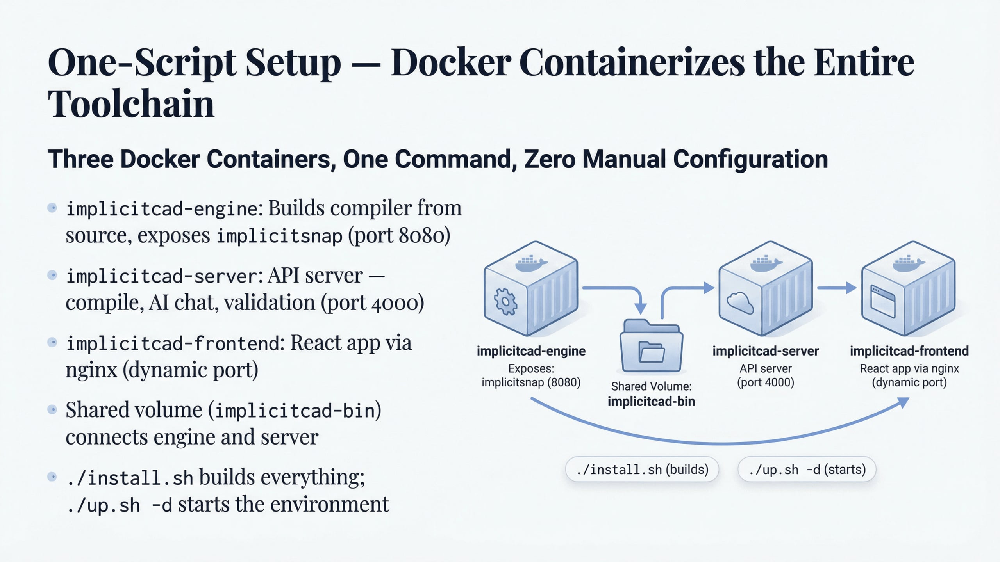 One-Script Setup — Docker Containerizes the Entire
Toolchain
Three Docker Containers, One Command, Zero Manual Configuration
implicitcad-engine: Builds compiler from
source, exposes implicitsnap (port 8080)
implicitcad-server: API server —
compile, AI chat, validation (port 4000)
implicitcad-frontend: React app via
nginx (dynamic port)
Shared volume (implicitcad-bin)
connects engine and server
./install.sh builds everything;
./up.sh -d starts the environment
implicitcad-engine
Exposes:
implicitsnap (8080)
Shared Volume:
implicitcad-bin
implicitcad-server
API server
(port 4000)
implicitcad-frontend
React app via nginx
(dynamic port)
./install.sh (builds)
./up.sh -d (starts)